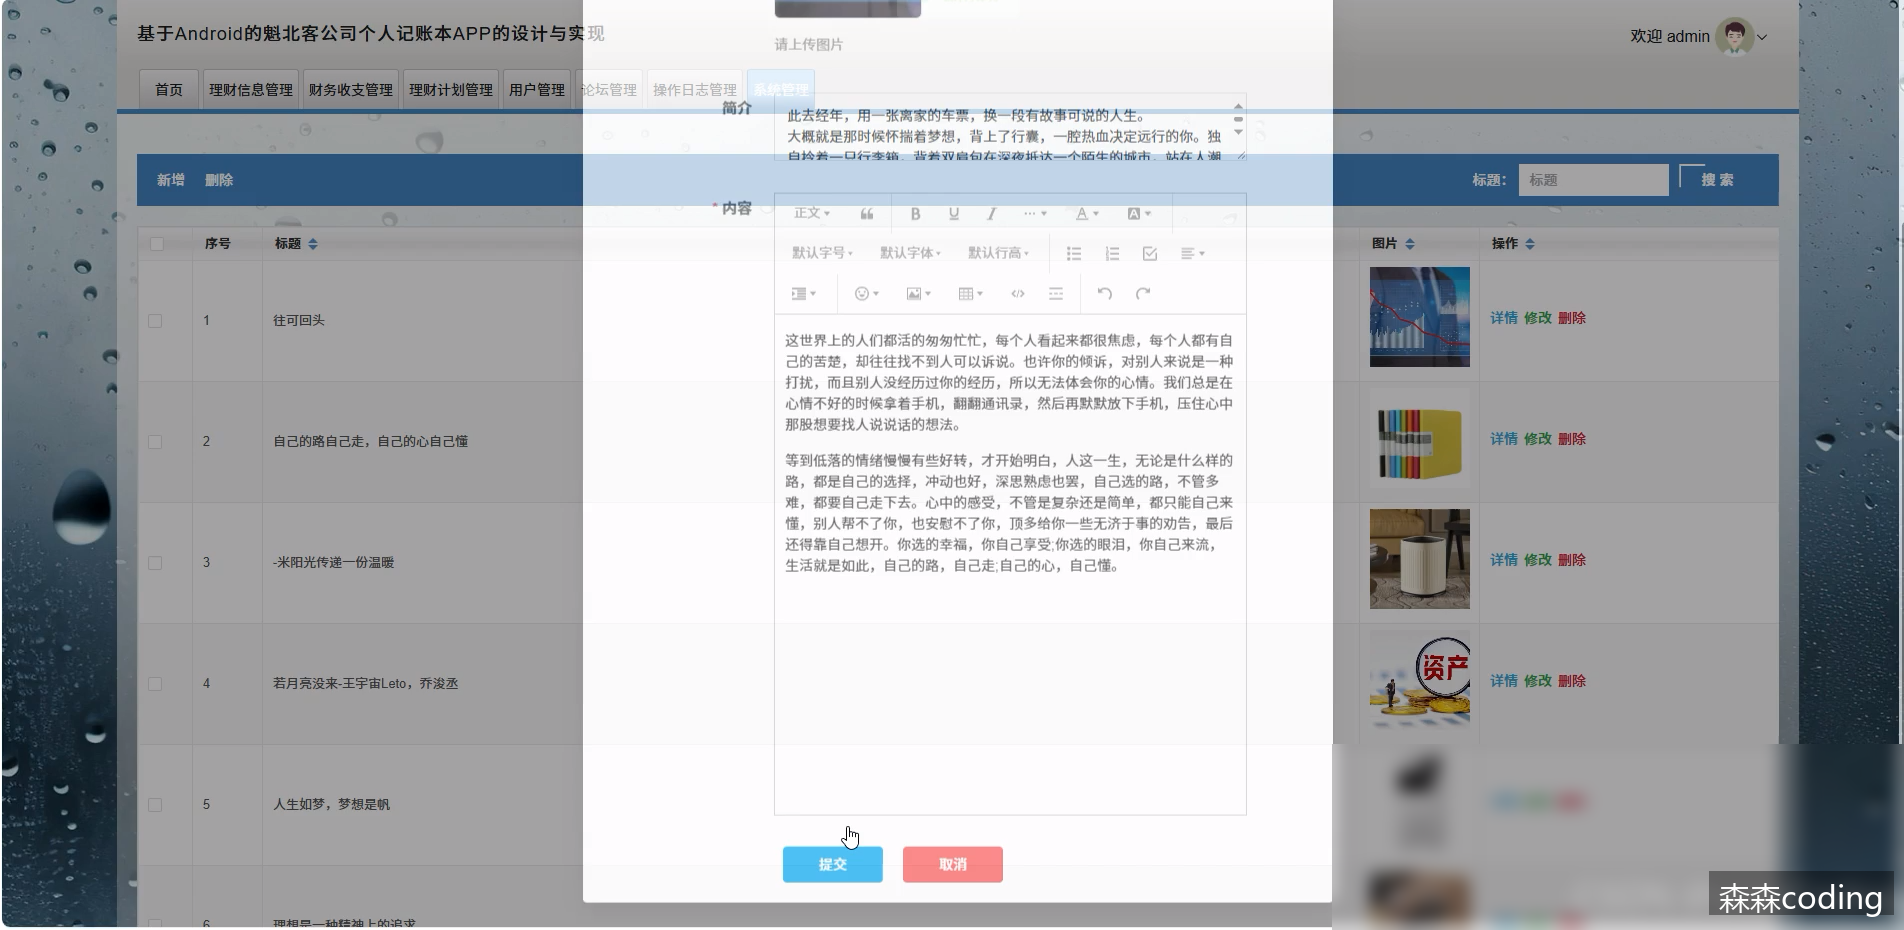 基于Android的魁北客公司个人记账本APP的设计与实现
欢迎 admin
首页 理财信息管理 财务收支管理 理财计划管理 用户管理 论坛管理 操作日志管理 系统管理
新增 删除
标题： 标题 搜 索
序号 标题 图片 操作
1 往可回头 详情 修改 删除
2 自己的路自己走，自己的心自己懂 详情 修改 删除
3 -米阳光传递一份温暖 详情 修改 删除
4 若月亮没来-王宇宙Leto，乔浚丞 资产 详情 修改 删除
5 人生如梦，梦想是帆
6 理想是一种精神上的追求
请上传图片
简介
此去经年，用一张离家的车票，换一段有故事可说的人生。
大概就是那时候怀揣着梦想，背上了行囊，一腔热血决定远行的你。独
自拎着一只行李箱，背着双肩包在深夜抵达一个陌生的城市，站在人潮
* 内容
正文 B U I A A
默认字号 默认字体 默认行高
这世界上的人们都活的匆匆忙忙，每个人看起来都很焦虑，每个人都有自
己的苦楚，却往往找不到人可以诉说。也许你的倾诉，对别人来说是一种
打扰，而且别人没经历过你的经历，所以无法体会你的心情。我们总是在
心情不好的时候拿着手机，翻翻通讯录，然后再默默放下手机，压住心中
那股想要找人说说话的想法。
等到低落的情绪慢慢有些好转，才开始明白，人这一生，无论是什么样的
路，都是自己的选择，冲动也好，深思熟虑也罢，自己选的路，不管多
难，都要自己走下去。心中的感受，不管是复杂还是简单，都只能自己来
懂，别人帮不了你，也安慰不了你，顶多给你一些无济于事的劝告，最后
还得靠自己想开。你选的幸福，你自己享受;你选的眼泪，你自己来流，
生活就是如此，自己的路，自己走;自己的心，自己懂。
提交 取消
森森coding